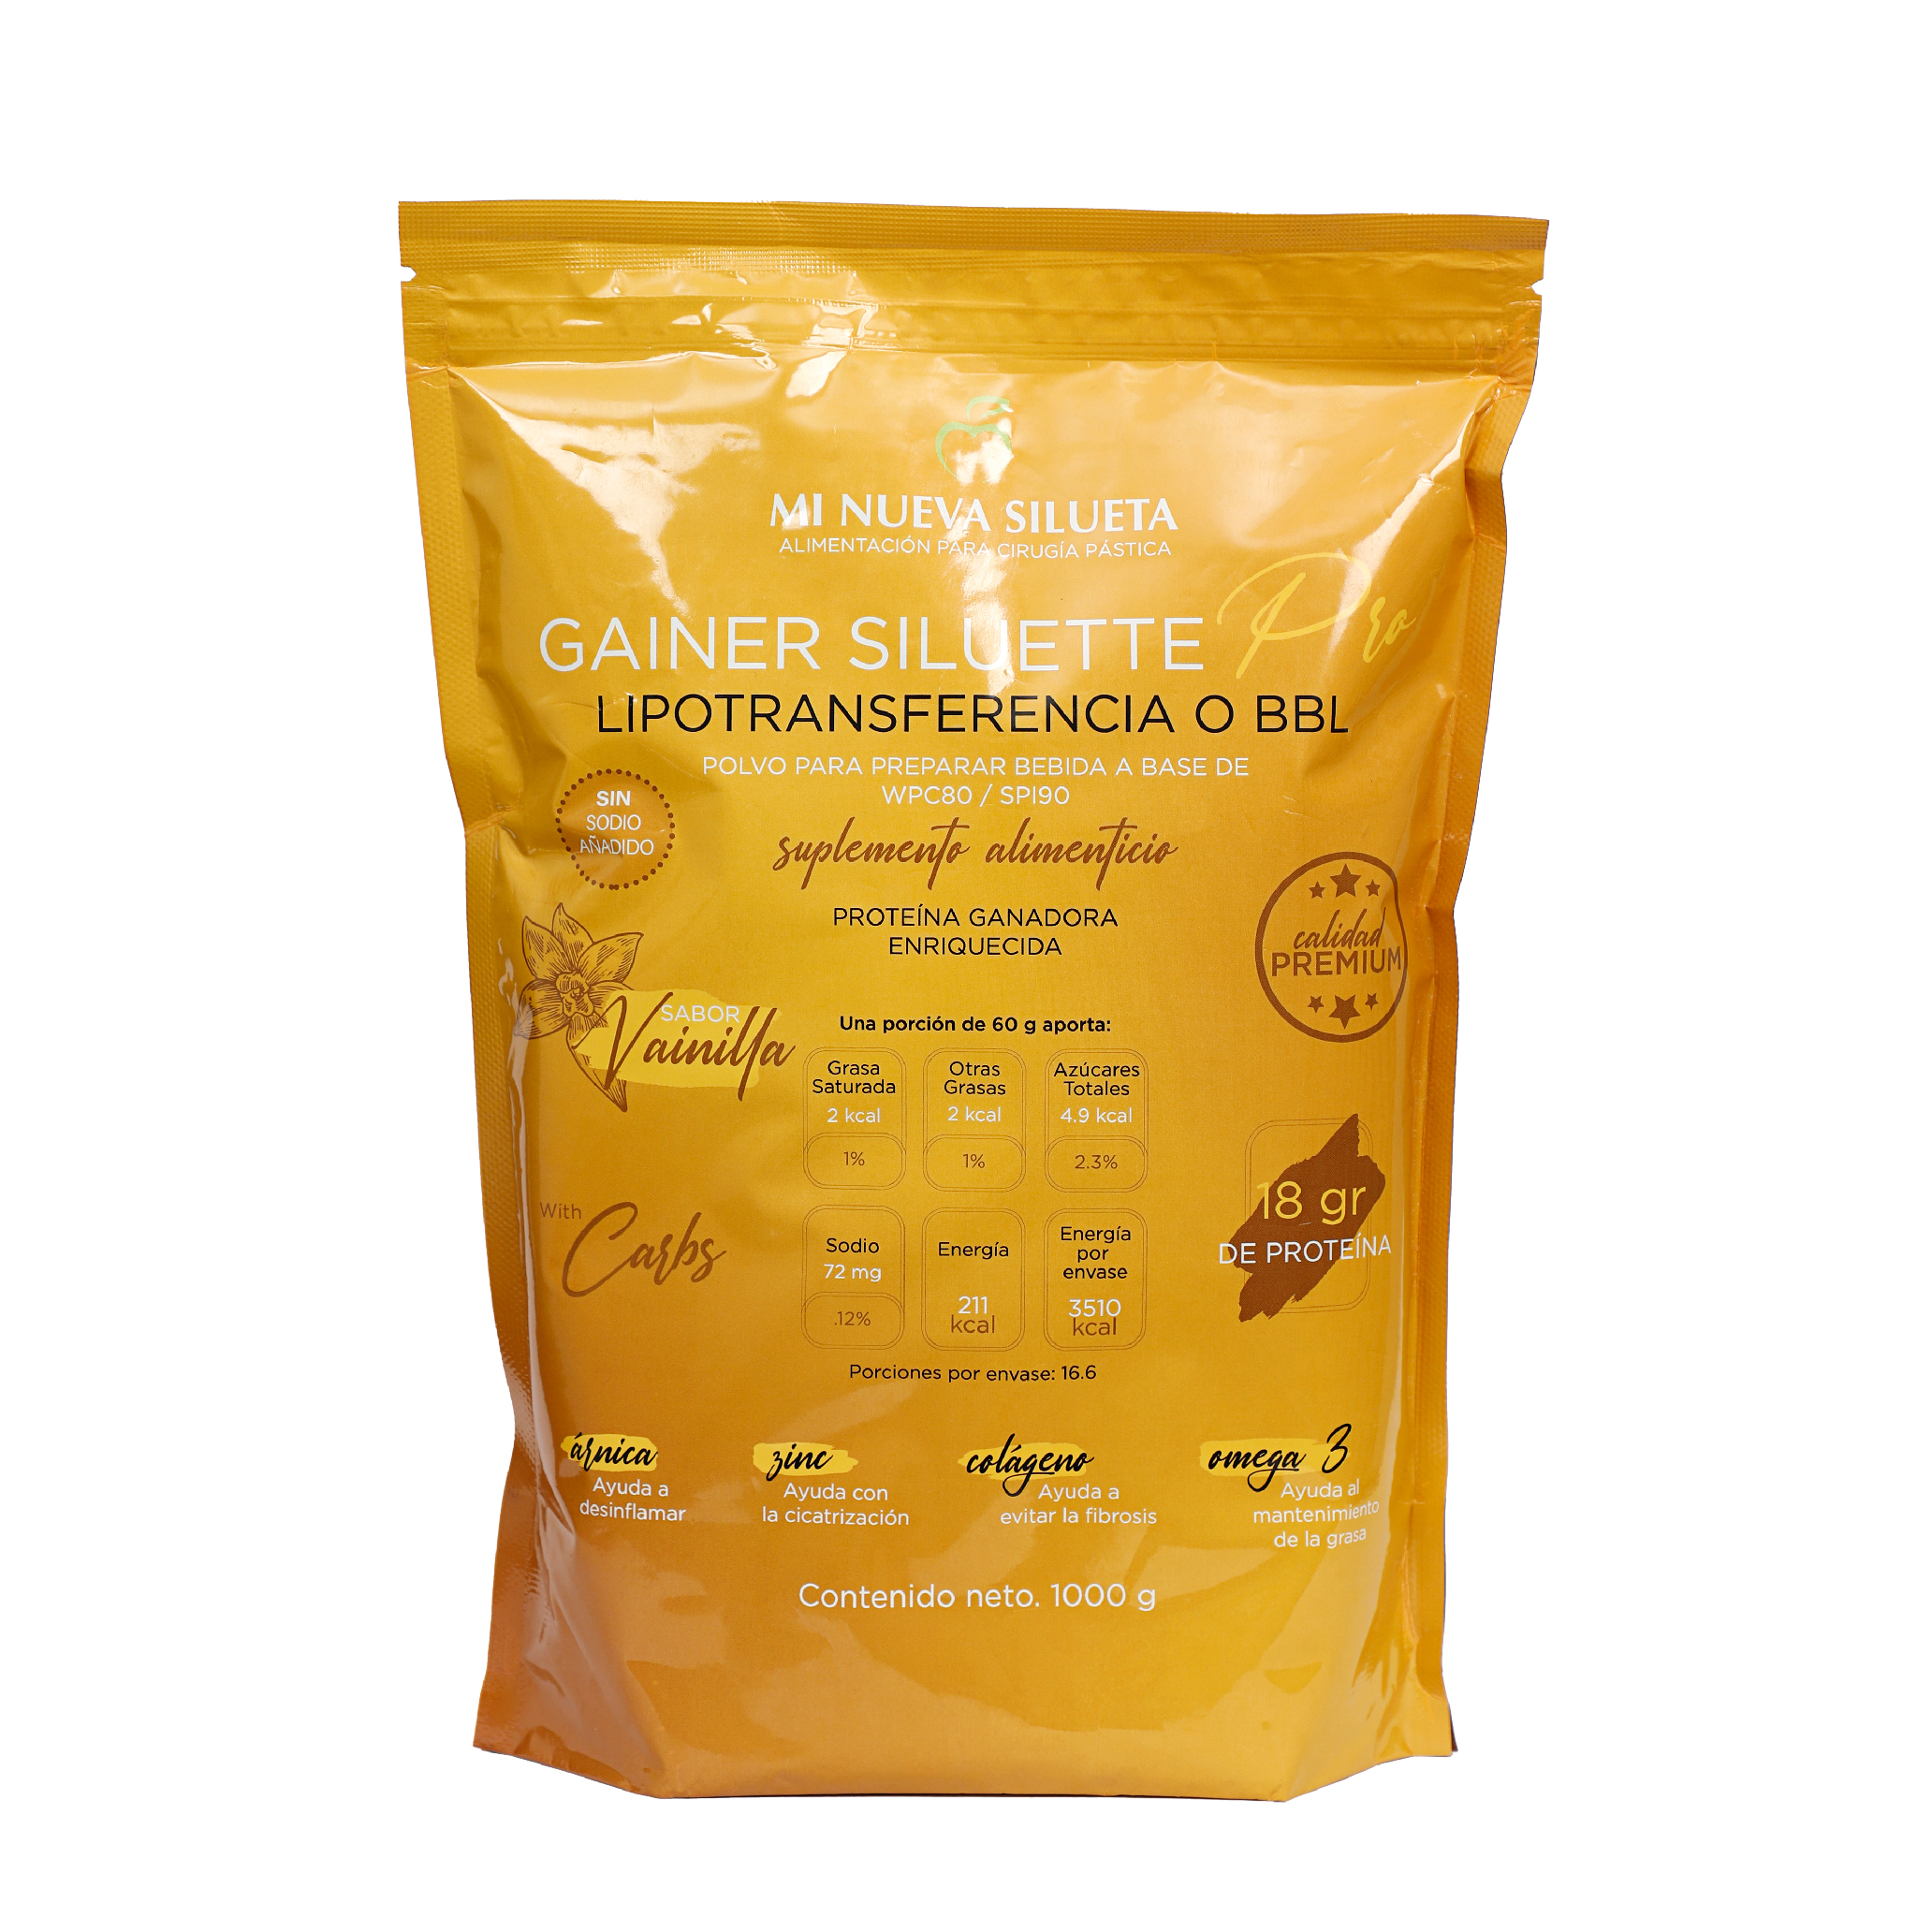 MI NUEVA SILUETA
ALIMENTACIÓN PARA CIRUGÍA PÁSTICA
GAINER SILUETTE Pro
LIPOTRANSFERENCIA O BBL
POLVO PARA PREPARAR BEBIDA A BASE DE
WPC80 / SPI90
suplemento alimenticio
SIN
SODIO
AÑADIDO
PROTEÍNA GANADORA
ENRIQUECIDA
calidad
PREMIUM
SABOR
Vainilla
With Carbs
Una porción de 60 g aporta:
Grasa
Saturada
2 kcal
1%
Otras
Grasas
2 kcal
1%
Azúcares
Totales
4.9 kcal
2.3%
Sodio
72 mg
.12%
Energía
211
kcal
Energía
por
envase
3510
kcal
Porciones por envase: 16.6
18 gr
DE PROTEÍNA
árnica
Ayuda a
desinflamar
zinc
Ayuda con
la cicatrización
colágeno
Ayuda a
evitar la fibrosis
omega 3
Ayuda al
mantenimiento
de la grasa
Contenido neto. 1000 g